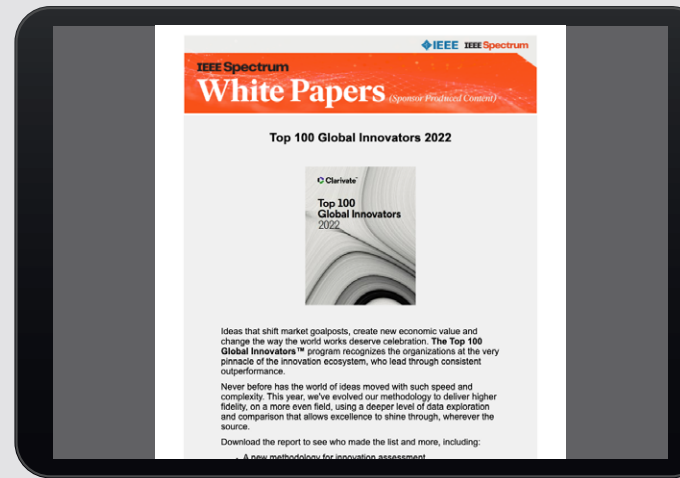 IEEE IEEE Spectrum
IEEE Spectrum
White Papers (Sponsor Produced Content)
Top 100 Global Innovators 2022
Clarivate™
Top 100
Global Innovators
2022
Ideas that shift market goalposts, create new economic value and
change the way the world works deserve celebration. The Top 100
Global Innovators™ program recognizes the organizations at the very
pinnacle of the innovation ecosystem, who lead through consistent
outperformance.
Never before has the world of ideas moved with such speed and
complexity. This year, we've evolved our methodology to deliver higher
fidelity, on a more even field, using a deeper level of data exploration
and comparison that allows excellence to shine through, wherever the
source.
Download the report to see who made the list and more, including:
- A new methodology for innovation assessment